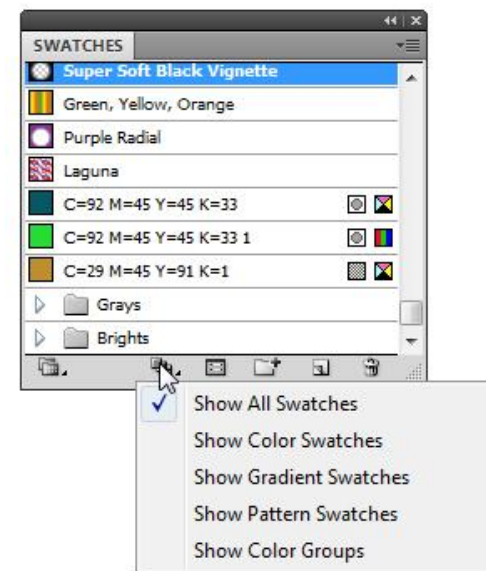 SWATCHES
Super Soft Black Vignette
Green, Yellow, Orange
Purple Radial
Laguna
C=92 M=45 Y=45 K=33
C=92 M=45 Y=45 K=33 1
C=29 M=45 Y=91 K=1
Grays
Brights
Show All Swatches
Show Color Swatches
Show Gradient Swatches
Show Pattern Swatches
Show Color Groups